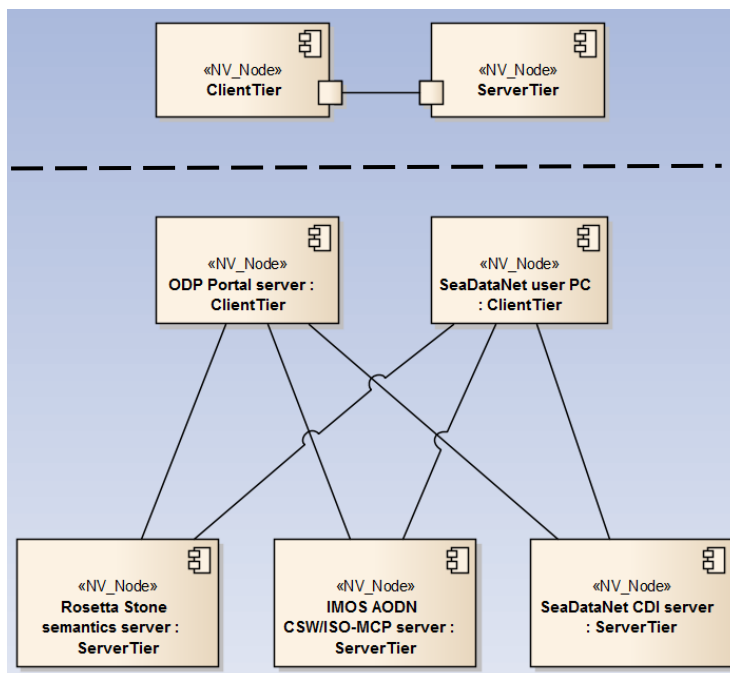 «NV_Node»
ClientTier
«NV_Node»
ServerTier
«NV_Node»
ODP Portal server :
ClientTier
«NV_Node»
SeaDataNet user PC
: ClientTier
«NV_Node»
Rosetta Stone
semantics server :
ServerTier
«NV_Node»
IMOS AODN
CSW/ISO-MCP server :
ServerTier
«NV_Node»
SeaDataNet CDI server
: ServerTier